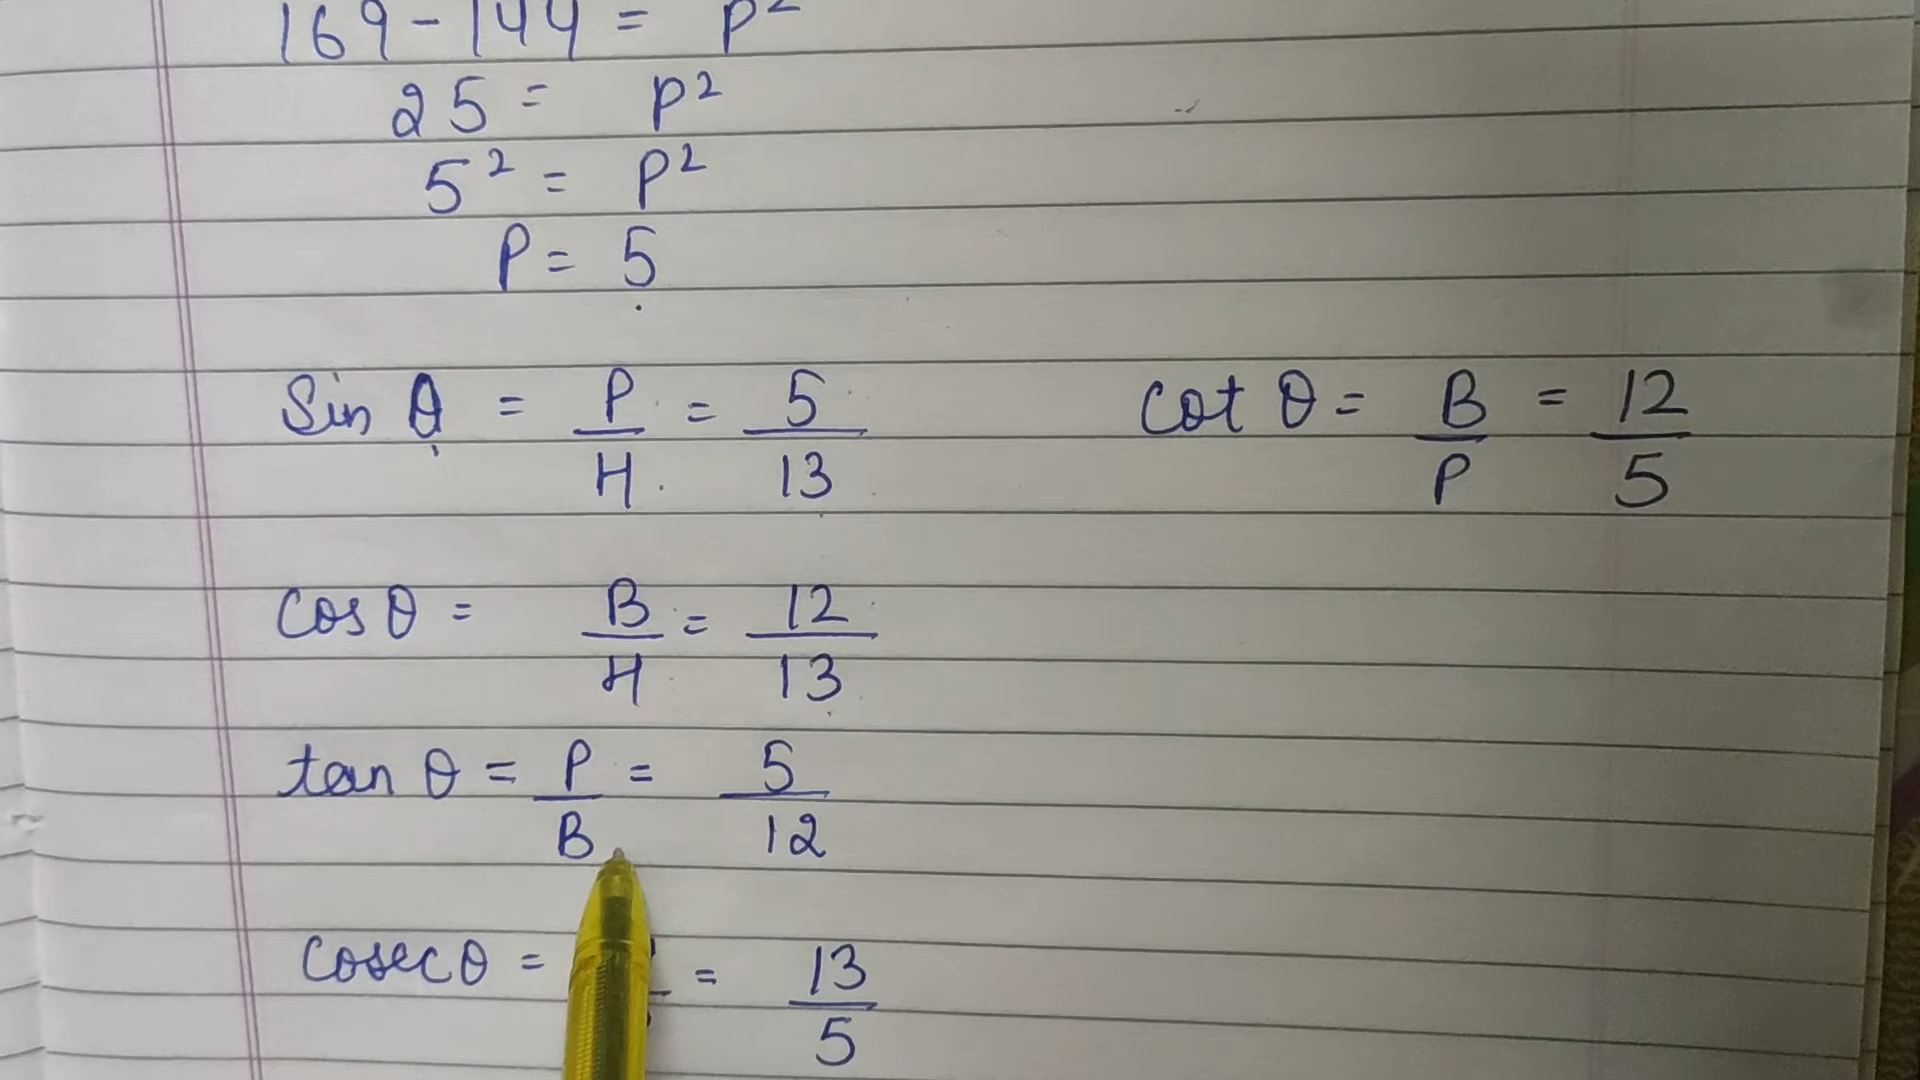 169 - 144 = P²
25 = P²
5² = P²
P = 5
Sin θ = P/H = 5/13
cot θ = B/P = 12/5
cos θ = B/H = 12/13
tan θ = P/B = 5/12
cosec θ = = 13/5